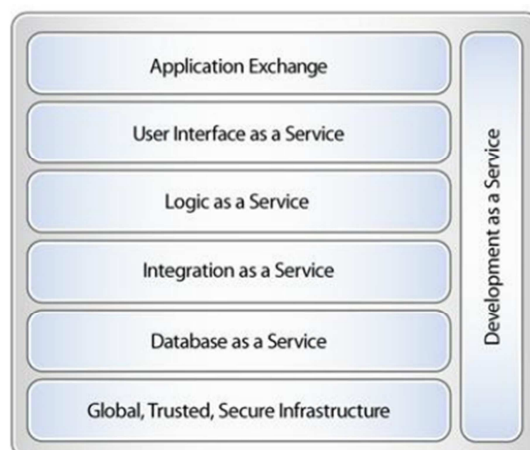 Application Exchange
User Interface as a Service
Logic as a Service
Integration as a Service
Database as a Service
Global, Trusted, Secure Infrastructure
Development as a Service